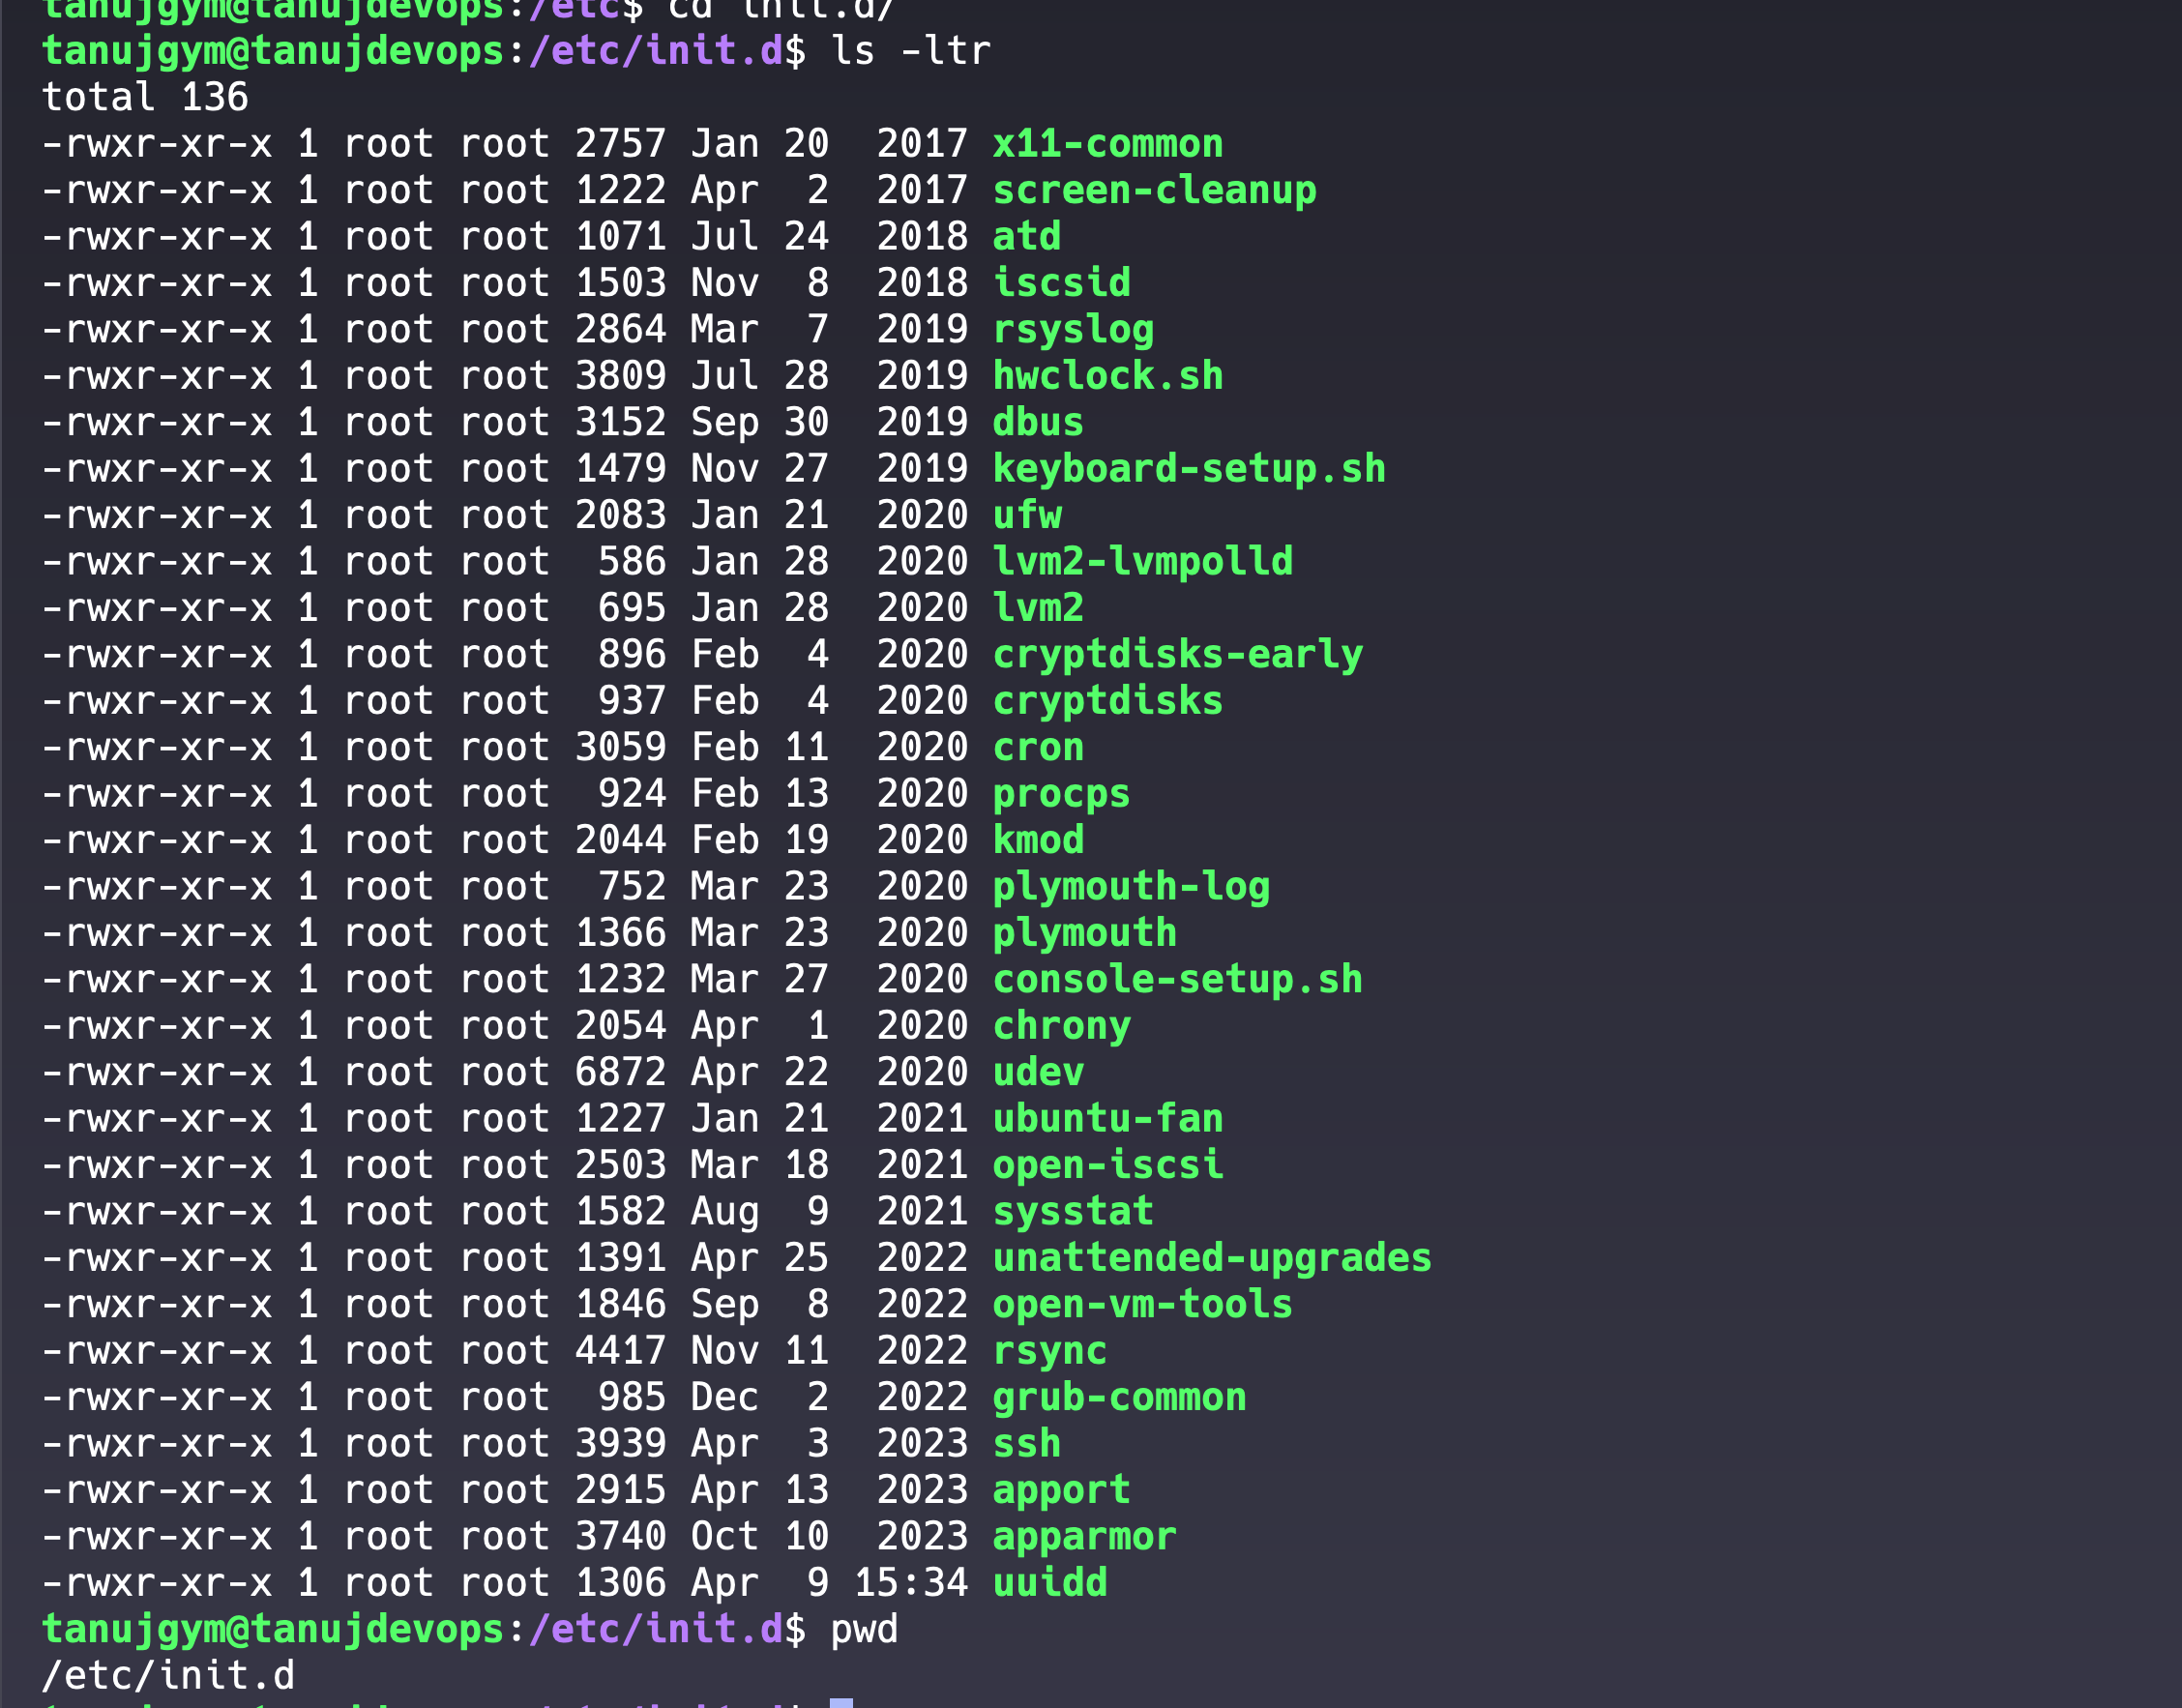 tanujgym@tanujdevops:/etc$ cd init.d/
tanujgym@tanujdevops:/etc/init.d$ ls -ltr
total 136
-rwxr-xr-x 1 root root 2757 Jan 20  2017 x11-common
-rwxr-xr-x 1 root root 1222 Apr  2  2017 screen-cleanup
-rwxr-xr-x 1 root root 1071 Jul 24  2018 atd
-rwxr-xr-x 1 root root 1503 Nov  8  2018 iscsid
-rwxr-xr-x 1 root root 2864 Mar  7  2019 rsyslog
-rwxr-xr-x 1 root root 3809 Jul 28  2019 hwclock.sh
-rwxr-xr-x 1 root root 3152 Sep 30  2019 dbus
-rwxr-xr-x 1 root root 1479 Nov 27  2019 keyboard-setup.sh
-rwxr-xr-x 1 root root 2083 Jan 21  2020 ufw
-rwxr-xr-x 1 root root  586 Jan 28  2020 lvm2-lvmpolld
-rwxr-xr-x 1 root root  695 Jan 28  2020 lvm2
-rwxr-xr-x 1 root root  896 Feb  4  2020 cryptdisks-early
-rwxr-xr-x 1 root root  937 Feb  4  2020 cryptdisks
-rwxr-xr-x 1 root root 3059 Feb 11  2020 cron
-rwxr-xr-x 1 root root  924 Feb 13  2020 procps
-rwxr-xr-x 1 root root 2044 Feb 19  2020 kmod
-rwxr-xr-x 1 root root  752 Mar 23  2020 plymouth-log
-rwxr-xr-x 1 root root 1366 Mar 23  2020 plymouth
-rwxr-xr-x 1 root root 1232 Mar 27  2020 console-setup.sh
-rwxr-xr-x 1 root root 2054 Apr  1  2020 chrony
-rwxr-xr-x 1 root root 6872 Apr 22  2020 udev
-rwxr-xr-x 1 root root 1227 Jan 21  2021 ubuntu-fan
-rwxr-xr-x 1 root root 2503 Mar 18  2021 open-iscsi
-rwxr-xr-x 1 root root 1582 Aug  9  2021 sysstat
-rwxr-xr-x 1 root root 1391 Apr 25  2022 unattended-upgrades
-rwxr-xr-x 1 root root 1846 Sep  8  2022 open-vm-tools
-rwxr-xr-x 1 root root 4417 Nov 11  2022 rsync
-rwxr-xr-x 1 root root  985 Dec  2  2022 grub-common
-rwxr-xr-x 1 root root 3939 Apr  3  2023 ssh
-rwxr-xr-x 1 root root 2915 Apr 13  2023 apport
-rwxr-xr-x 1 root root 3740 Oct 10  2023 apparmor
-rwxr-xr-x 1 root root 1306 Apr  9 15:34 uuidd
tanujgym@tanujdevops:/etc/init.d$ pwd
/etc/init.d